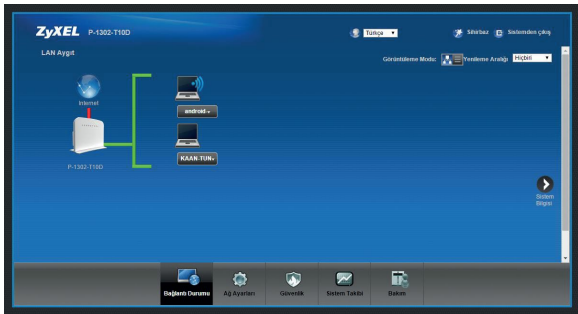 ZyXEL P-1302-T10D
Türkçe
Sihirbaz
Sistemden çıkış
LAN Aygıt
Görüntüleme Modu:
Yenileme Aralığı
Hiçbiri
Internet
android
KAAN-TUN
P-1302-T10D
Sistem
Bilgisi
Bağlantı Durumu
Ağ Ayarları
Güvenlik
Sistem Takibi
Bakım